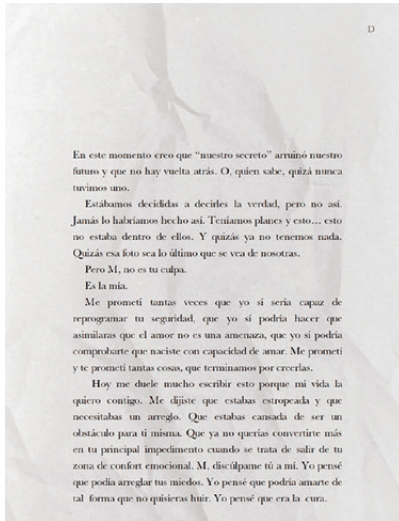 D
En este momento creo que “nuestro secreto” arruinó nuestro
futuro y que no hay vuelta atrás. O, quien sabe, quizá nunca
tuvimos uno.
Estábamos decididas a decirles la verdad, pero no así.
Jamás lo habríamos hecho así. Teníamos planes y esto... esto
no estaba dentro de ellos. Y quizás ya no tenemos nada.
Quizás esa foto sea lo último que se vea de nosotras.
Pero M, no es tu culpa.
Es la mía.
Me prometí tantas veces que yo sí sería capaz de
reprogramar tu seguridad, que yo sí podría hacer que
asimilaras que el amor no es una amenaza, que yo sí podría
comprobarte que naciste con capacidad de amar. Me prometí
y te prometí tantas cosas, que terminamos por creerlas.
Hoy me duele mucho escribir esto porque mi vida la
quiero contigo. Me dijiste que estabas estropeada y que
necesitabas un arreglo. Que estabas cansada de ser un
obstáculo para ti misma. Que ya no querías convertirte más
en tu principal impedimento cuando se trata de salir de tu
zona de confort emocional. M, discúlpame tú a mí. Yo pensé
que podía arreglar tus miedos. Yo pensé que podría amarte de
tal forma que no quisieras huir. Yo pensé que era la cura.